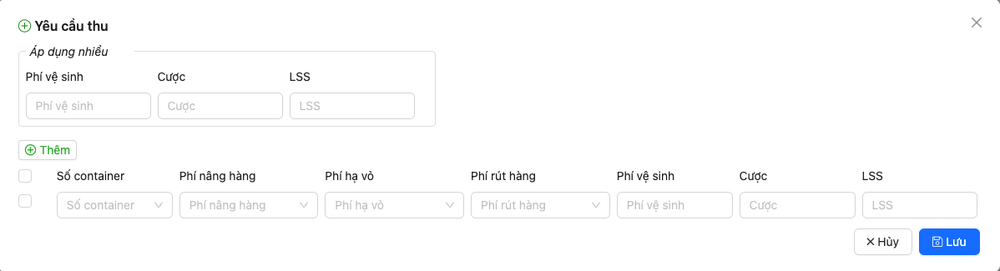 Yêu cầu thu
Áp dụng nhiều
Phí vệ sinh Cược LSS
Phí vệ sinh Cược LSS
Thêm
Số container Phí nâng hàng Phí hạ vỏ Phí rút hàng Phí vệ sinh Cược LSS
Số container Phí nâng hàng Phí hạ vỏ Phí rút hàng Phí vệ sinh Cược LSS
Hủy Lưu